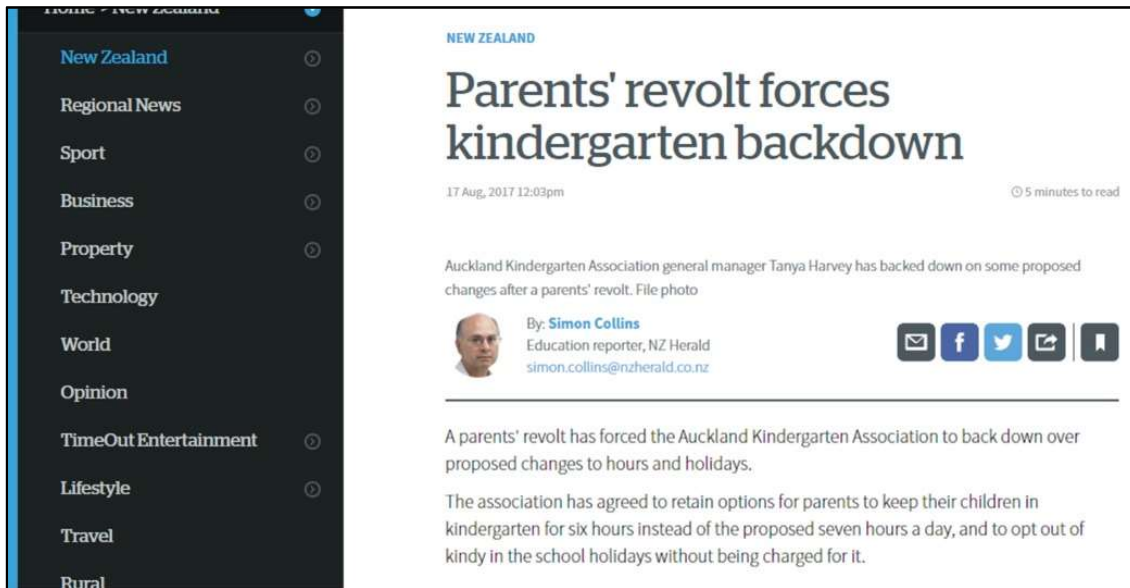 Home > New Zealand
New Zealand
Regional News
Sport
Business
Property
Technology
World
Opinion
TimeOut Entertainment
Lifestyle
Travel
Rural
NEW ZEALAND
Parents' revolt forces
kindergarten backdown
17 Aug, 2017 12:03pm
5 minutes to read
Auckland Kindergarten Association general manager Tanya Harvey has backed down on some proposed
changes after a parents' revolt. File photo
By: Simon Collins
Education reporter, NZ Herald
simon.collins@nzherald.co.nz
A parents' revolt has forced the Auckland Kindergarten Association to back down over
proposed changes to hours and holidays.
The association has agreed to retain options for parents to keep their children in
kindergarten for six hours instead of the proposed seven hours a day, and to opt out of
kindy in the school holidays without being charged for it.